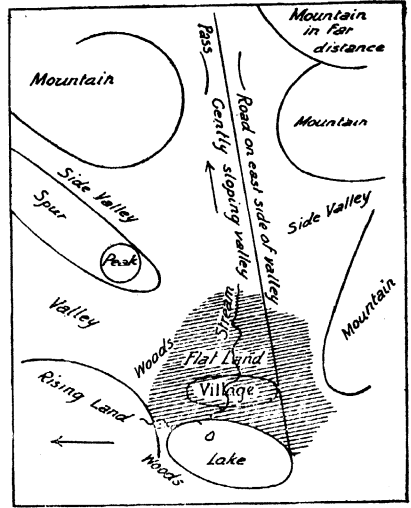 Mountain
in far
distance
Mountain
Pass
Mountain
Road on east side of valley
Gently sloping valley
Side Valley
Spur
Peak
Side Valley
Mountain
Valley
Stream
Woods
Flat Land
Village
Rising Land
Lake
Woods